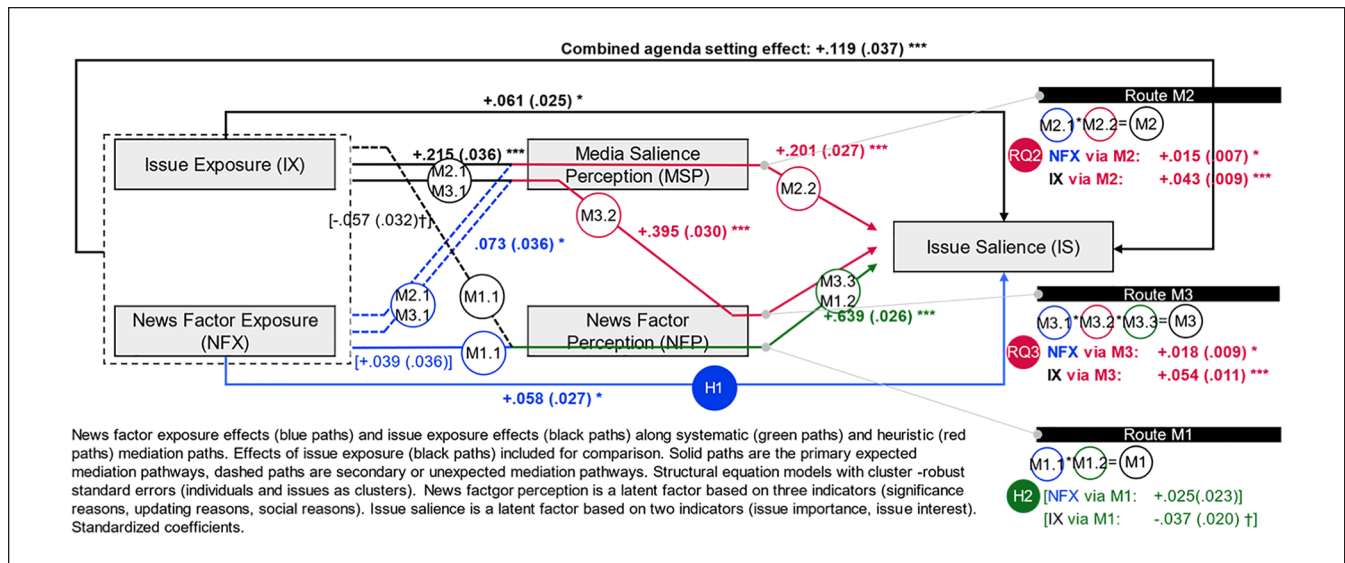 Combined agenda setting effect: +.119 (.037) ***
+.061 (.025) *
Route M2
M2.1 * M2.2 = M2
RQ2
NFX via M2: +.015 (.007) *
IX via M2: +.043 (.009) ***
Issue Exposure (IX)
+.215 (.036) ***
M2.1
M3.1
Media Salience
Perception (MSP)
+.201 (.027) ***
M2.2
[-.057 (.032)†]
M3.2
.073 (.036) *
+.395 (.030) ***
Issue Salience (IS)
M2.1
M3.1
M1.1
M3.3
M1.2
+.639 (.026) ***
News Factor Exposure
(NFX)
News Factor
Perception (NFP)
[+.039 (.036)]
M1.1
H1
+.058 (.027) *
Route M3
M3.1 * M3.2 * M3.3 = M3
RQ3
NFX via M3: +.018 (.009) *
IX via M3: +.054 (.011) ***
Route M1
M1.1 * M1.2 = M1
H2
[NFX via M1: +.025(.023)]
[IX via M1: -.037 (.020) †]
News factor exposure effects (blue paths) and issue exposure effects (black paths) along systematic (green paths) and heuristic (red
paths) mediation paths. Effects of issue exposure (black paths) included for comparison. Solid paths are the primary expected
mediation pathways, dashed paths are secondary or unexpected mediation pathways. Structural equation models with cluster -robust
standard errors (individuals and issues as clusters). News factgor perception is a latent factor based on three indicators (significance
reasons, updating reasons, social reasons). Issue salience is a latent factor based on two indicators (issue importance, issue interest).
Standardized coefficients.